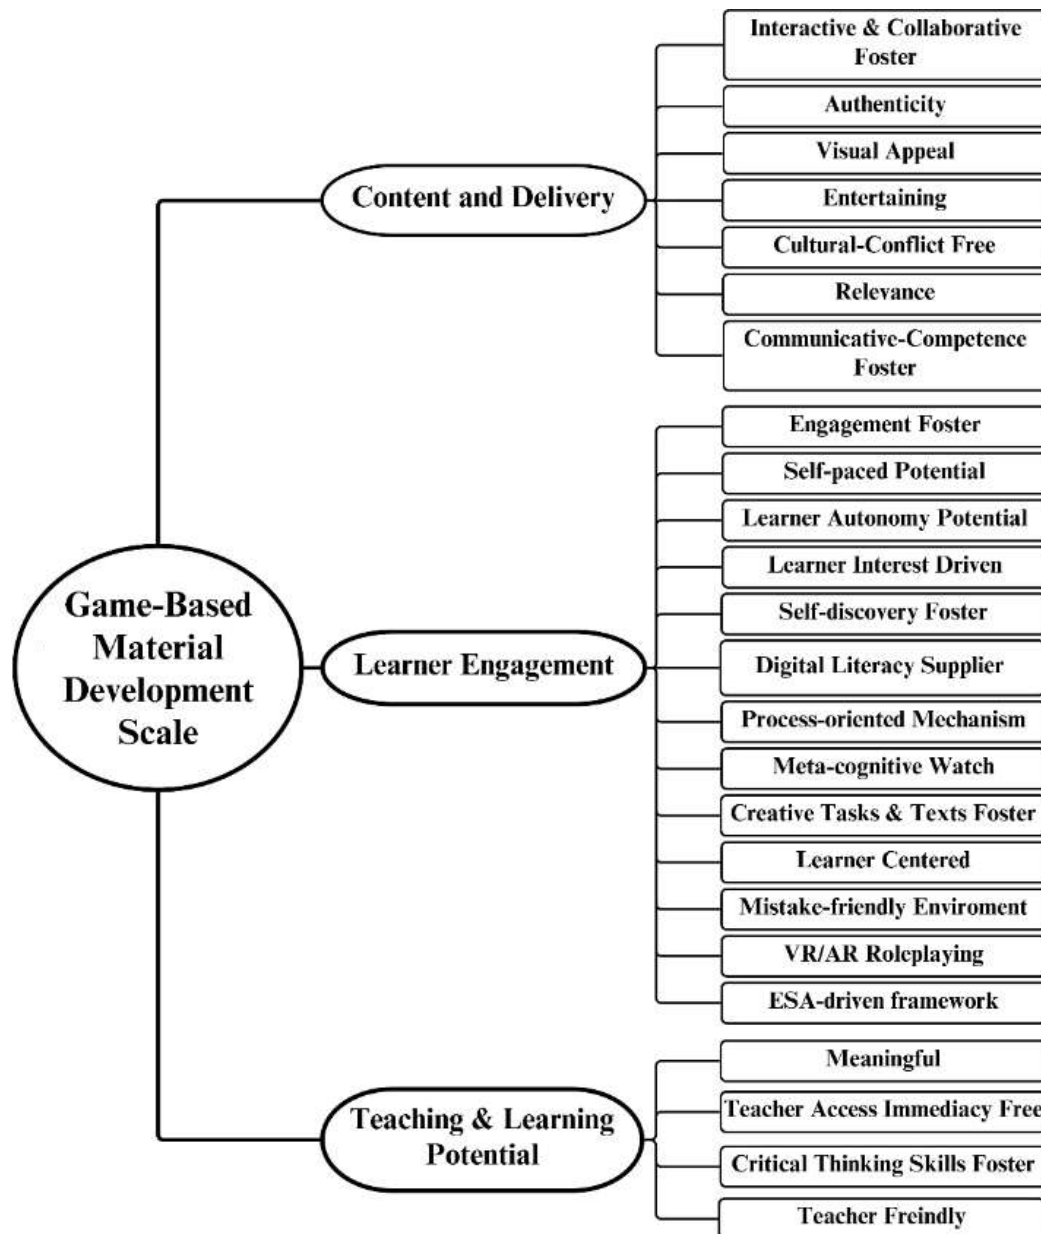 Interactive & Collaborative
Foster
Authenticity
Visual Appeal
Content and Delivery
Entertaining
Cultural-Conflict Free
Relevance
Communicative-Competence
Foster
Engagement Foster
Self-paced Potential
Learner Autonomy Potential
Learner Interest Driven
Self-discovery Foster
Game-Based
Material
Development
Scale
Learner Engagement
Digital Literacy Supplier
Process-oriented Mechanism
Meta-cognitive Watch
Creative Tasks & Texts Foster
Learner Centered
Mistake-friendly Enviroment
VR/AR Roleplaying
ESA-driven framework
Meaningful
Teaching & Learning
Potential
Teacher Access Immediacy Free
Critical Thinking Skills Foster
Teacher Freindly